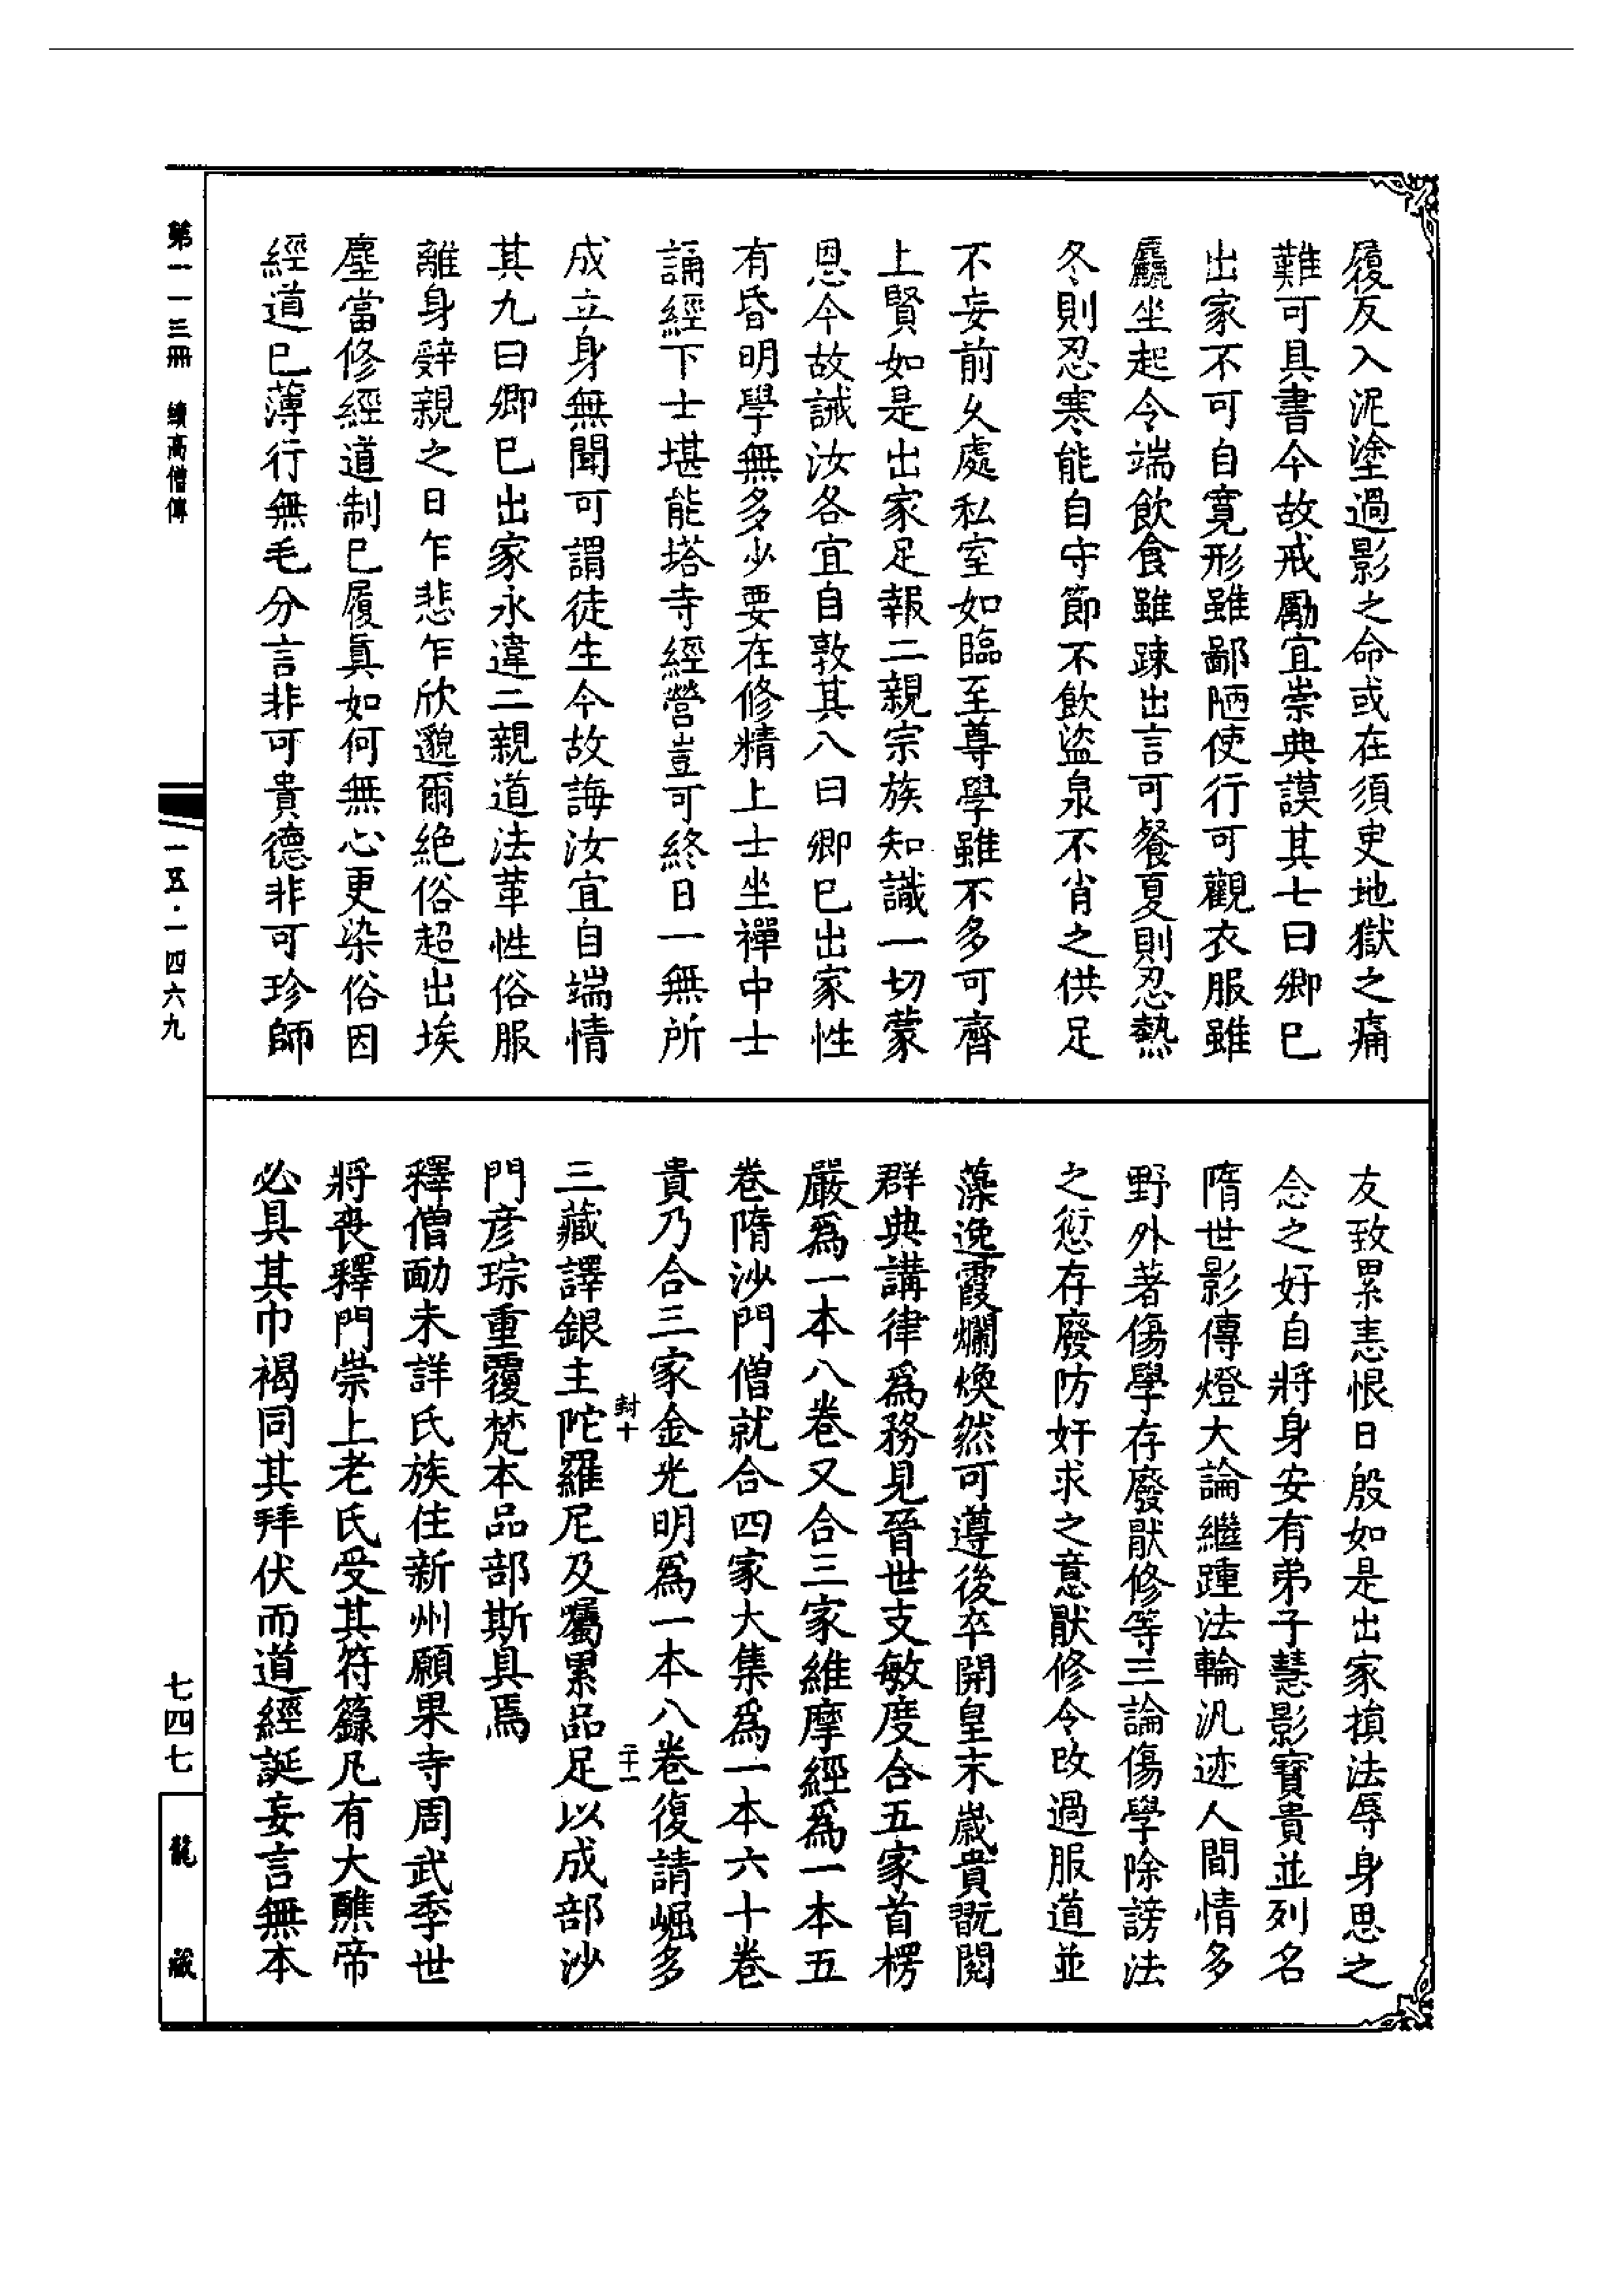 履反入泥塗過影之命或在須㬰地獄之痛
難可具書今故戒勵宜崇典謨其七曰卿巳
出家不可自寛形雖鄙陋使行可觀衣服雖
麤坐起令端飲食雖踈出言可餐夏則忍熱
冬則忍寒能自守節不飲盜泉不肖之供足
不妄前久處私室如臨至尊學雖不多可齊
上賢如是出家足報二親宗族知識一切蒙
恩今故誡汝各宜自敦其八曰卿巳出家性
有昏明學無多少要在修精上士坐禪中士
誦經下士堪能塔寺經營豈可終日一無所
成立身無聞可謂徒生今故誨汝宜自端情
其九曰卿巳出家永違二親道法革性俗服
離身辤親之日乍悲乍欣邈爾絕俗超出埃
塵當修經道制巳履眞如何無心更染俗因
經道巳薄行無毛分言非可貴德非可珍師
友致累恚恨日殷如是出家損法辱身思之
念之好自將身安有弟子慧影寳貴並列名
隋世影傳燈大論繼踵法輪汎迹人間情多
野外著傷學存廢猒修等三論傷學除謗法
之愆存廢防奸求之意猒修令改過服道並
藻逸霞爛煥然可遵後卒開皇末歲貴翫閱
群典講律爲務見晉世支敏度合五家首楞
嚴爲一本八卷又合三家維摩經爲一本五
卷隋沙門僧就合四家大集爲一本六十卷
貴乃合三家金光明爲一本八卷復請崛多
封十 二十一
三藏譯銀主陀羅尼及囑累品足以成部沙
門彦琮重覆梵本品部斯具焉
釋僧勔未詳氏族住新州願果寺周武季世
將喪釋門崇上老氏受其符籙凡有大醮帝
必具其巾褐同其拜伏而道經誕妄言無本
第一一三冊 續高僧傳
一五·一四六九
七四七
龍藏